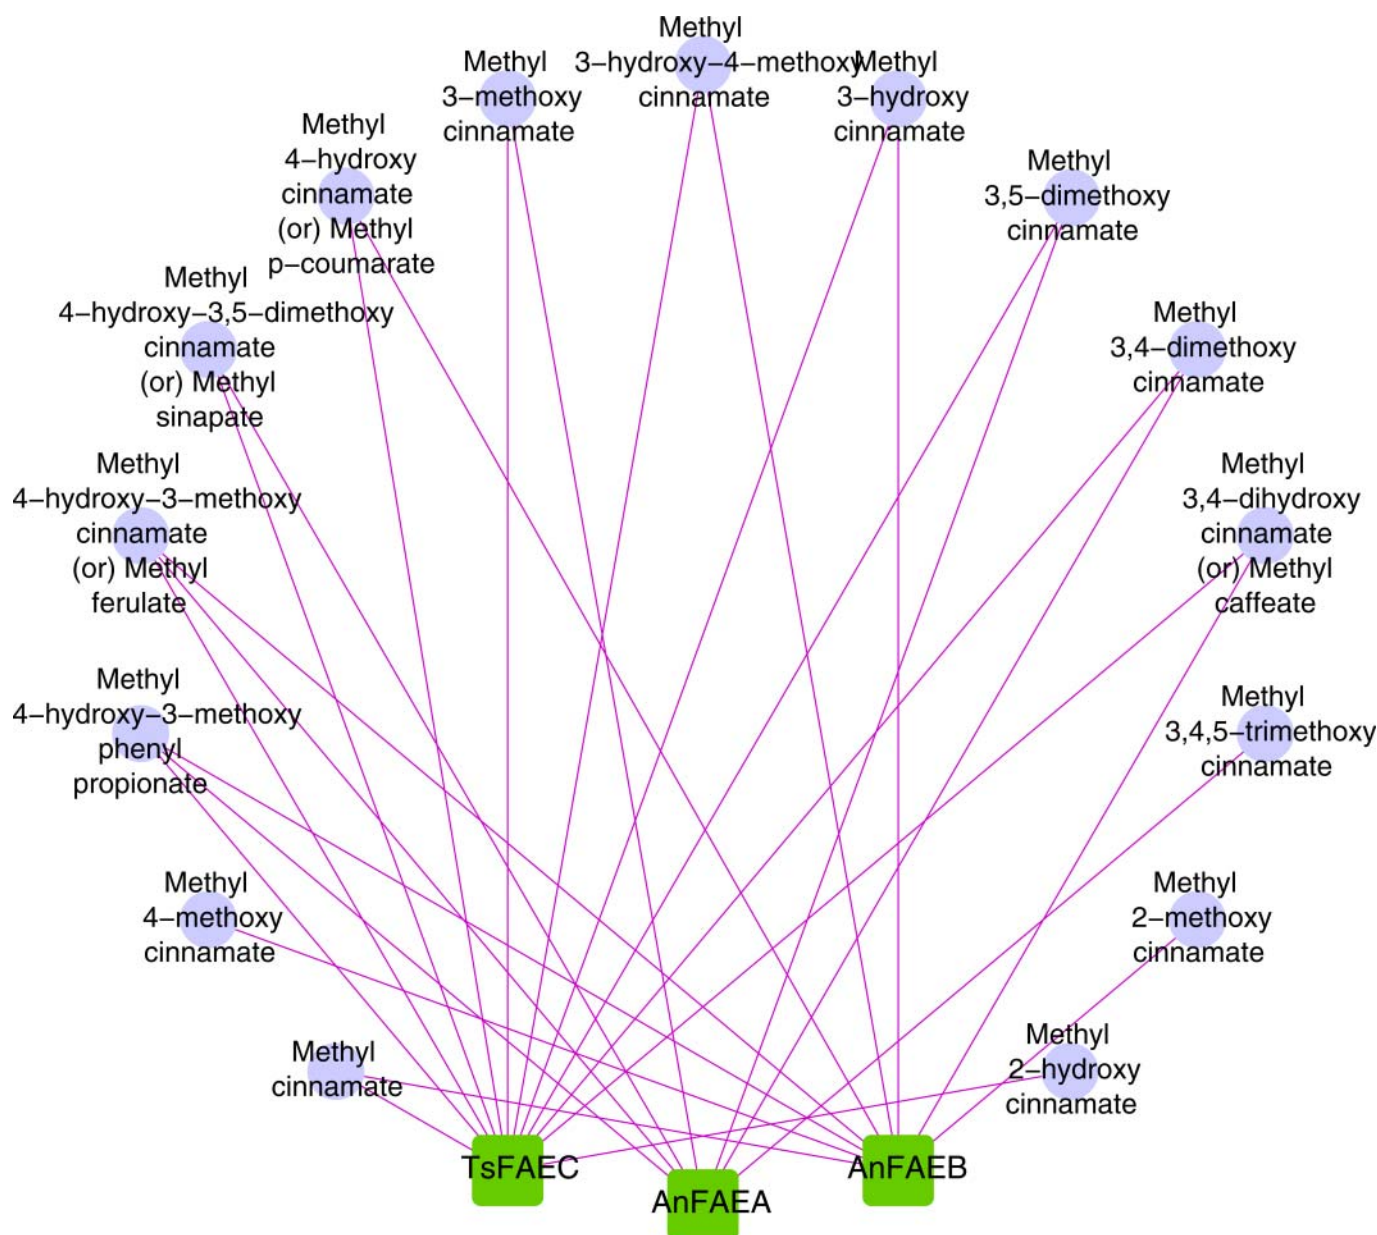 Methyl
3−hydroxy−4−methoxy
cinnamate
Methyl
3−methoxy
cinnamate
Methyl
3−hydroxy
cinnamate
Methyl
4−hydroxy
cinnamate
(or) Methyl
p−coumarate
Methyl
3,5−dimethoxy
cinnamate
Methyl
4−hydroxy−3,5−dimethoxy
cinnamate
(or) Methyl
sinapate
Methyl
3,4−dimethoxy
cinnamate
Methyl
4−hydroxy−3−methoxy
cinnamate
(or) Methyl
ferulate
Methyl
3,4−dihydroxy
cinnamate
(or) Methyl
caffeate
Methyl
4−hydroxy−3−methoxy
phenyl
propionate
Methyl
3,4,5−trimethoxy
cinnamate
Methyl
4−methoxy
cinnamate
Methyl
2−methoxy
cinnamate
Methyl
cinnamate
Methyl
2−hydroxy
cinnamate
TsFAEC
AnFAEA
AnFAEB